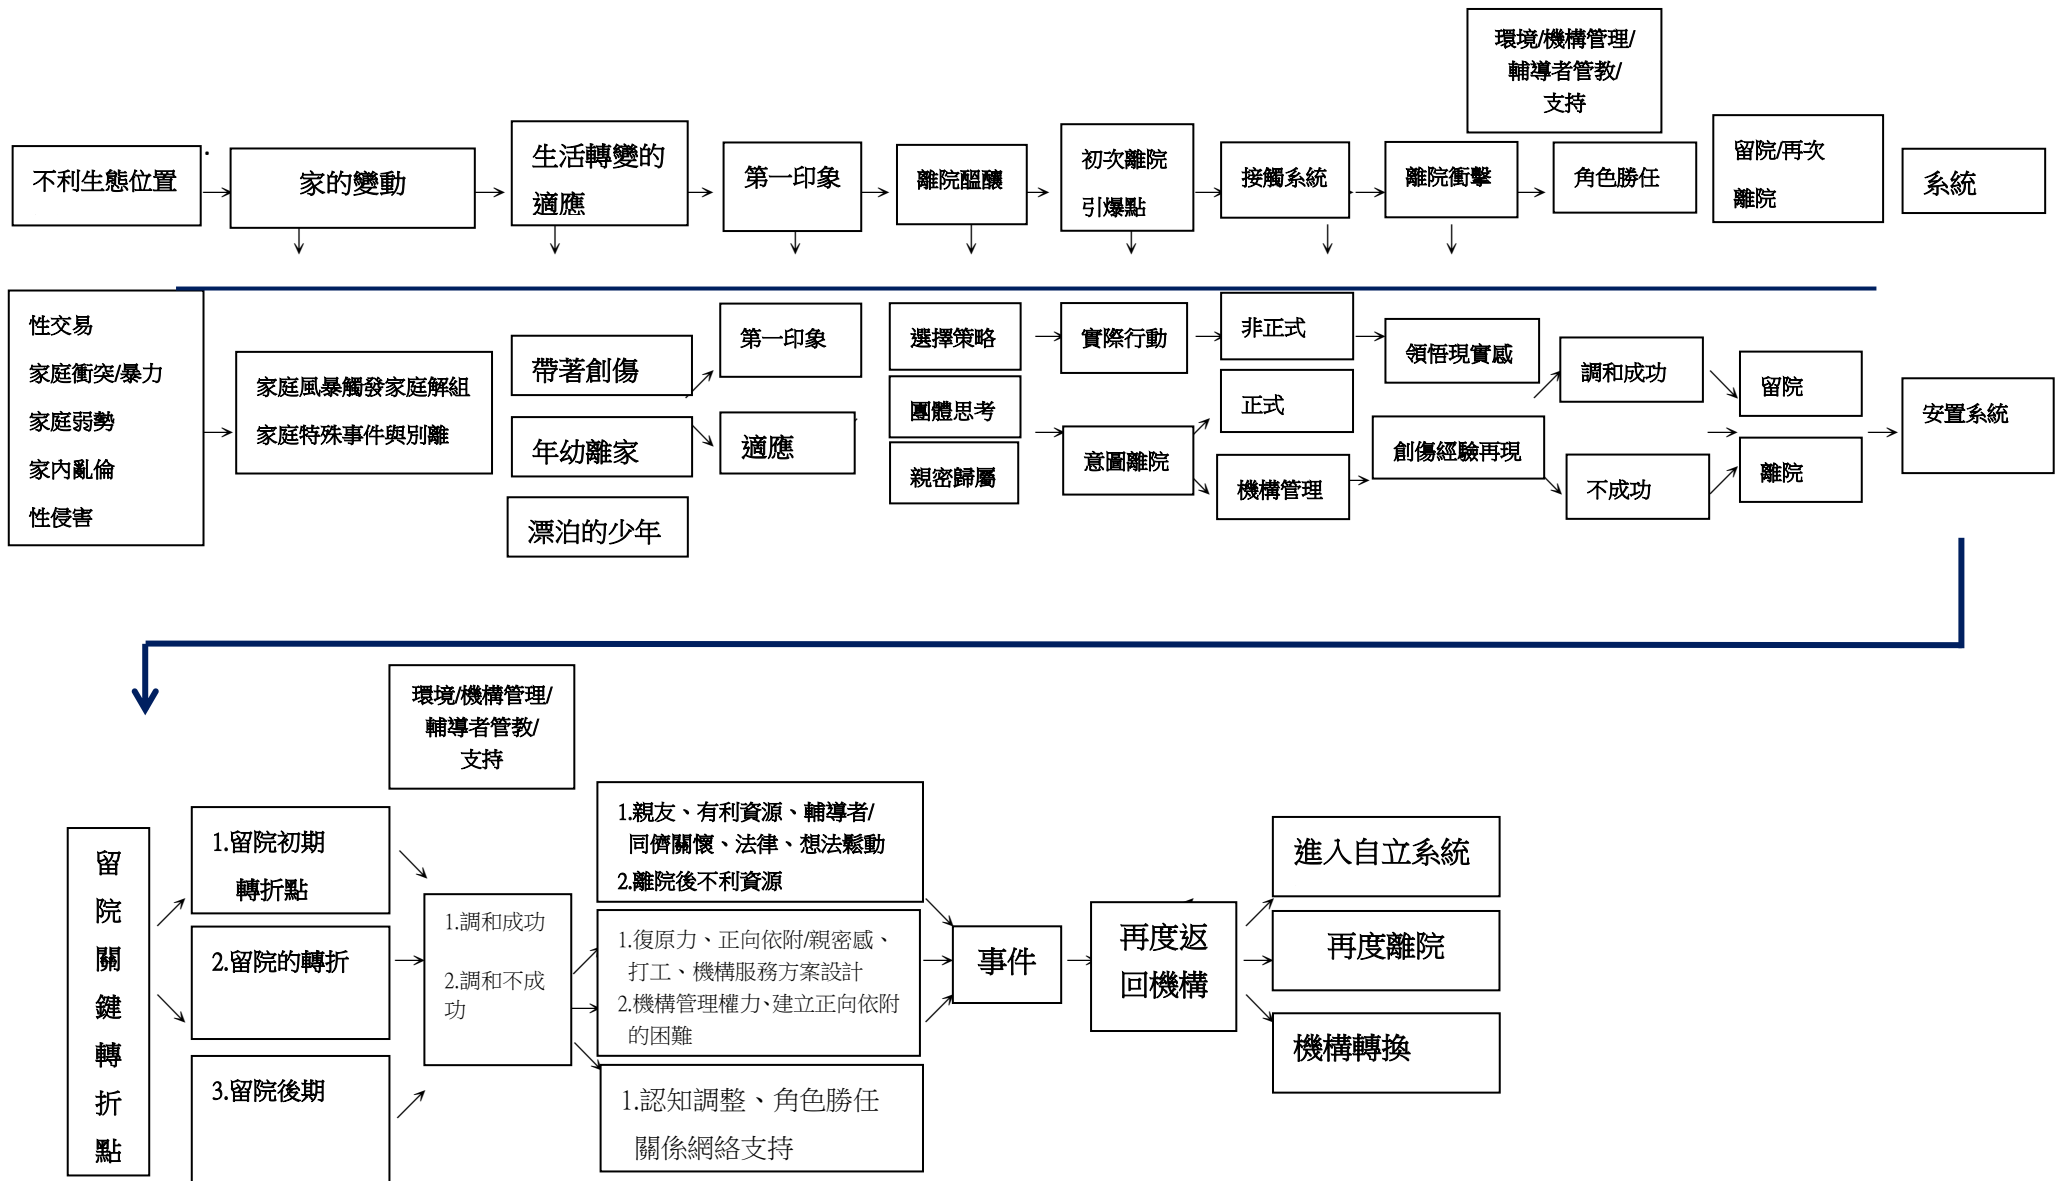 環境/機構管理/
輔導者管教/
支持
不利生態位置
家的變動
生活轉變的
適應
第一印象
離院醞釀
初次離院
引爆點
接觸系統
離院衝擊
角色勝任
留院/再次
離院
系統
性交易
家庭衝突/暴力
家庭弱勢
家內亂倫
性侵害
家庭風暴觸發家庭解組
家庭特殊事件與別離
帶著創傷
年幼離家
漂泊的少年
第一印象
適應
選擇策略
團體思考
親密歸屬
實際行動
意圖離院
非正式
正式
機構管理
領悟現實感
創傷經驗再現
調和成功
不成功
留院
離院
安置系統
環境/機構管理/
輔導者管教/
支持
留
院
關
鍵
轉
折
點
1.留院初期
轉折點
2.留院的轉折
3.留院後期
1.調和成功
2.調和不成
功
1.親友、有利資源、輔導者/
同儕關懷、法律、想法鬆動
2.離院後不利資源
1.復原力、正向依附/親密感、
打工、機構服務方案設計
2.機構管理權力、建立正向依附
的困難
1.認知調整、角色勝任
關係網絡支持
事件
再度返
回機構
進入自立系統
再度離院
機構轉換